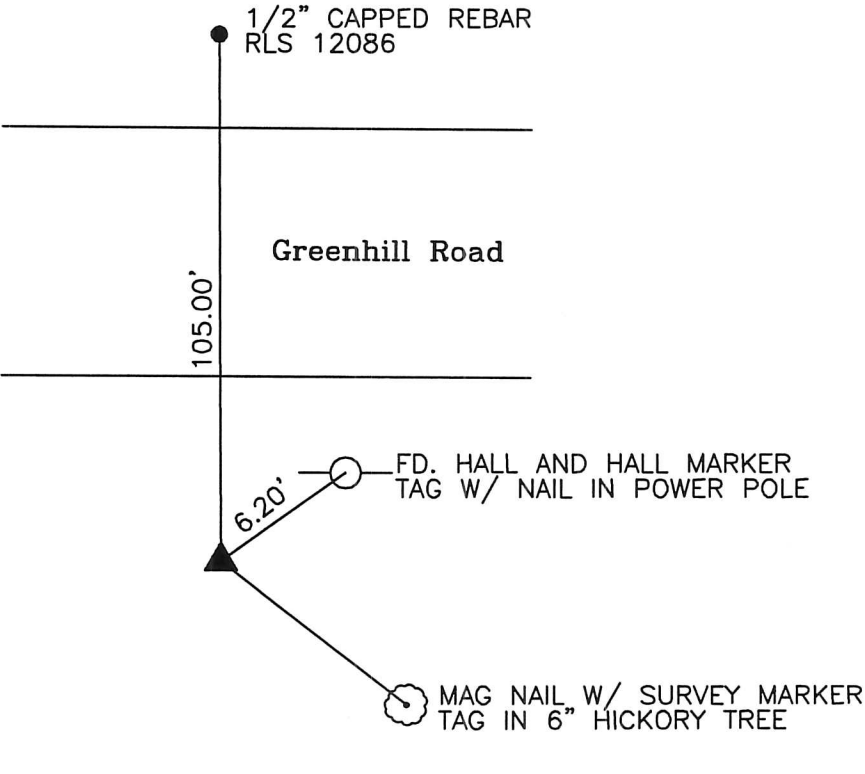 1/2" CAPPED REBAR
RLS 12086
Greenhill Road
105.00'
FD. HALL AND HALL MARKER
TAG W/ NAIL IN POWER POLE
6.20'
MAG NAIL W/ SURVEY MARKER
TAG IN 6" HICKORY TREE